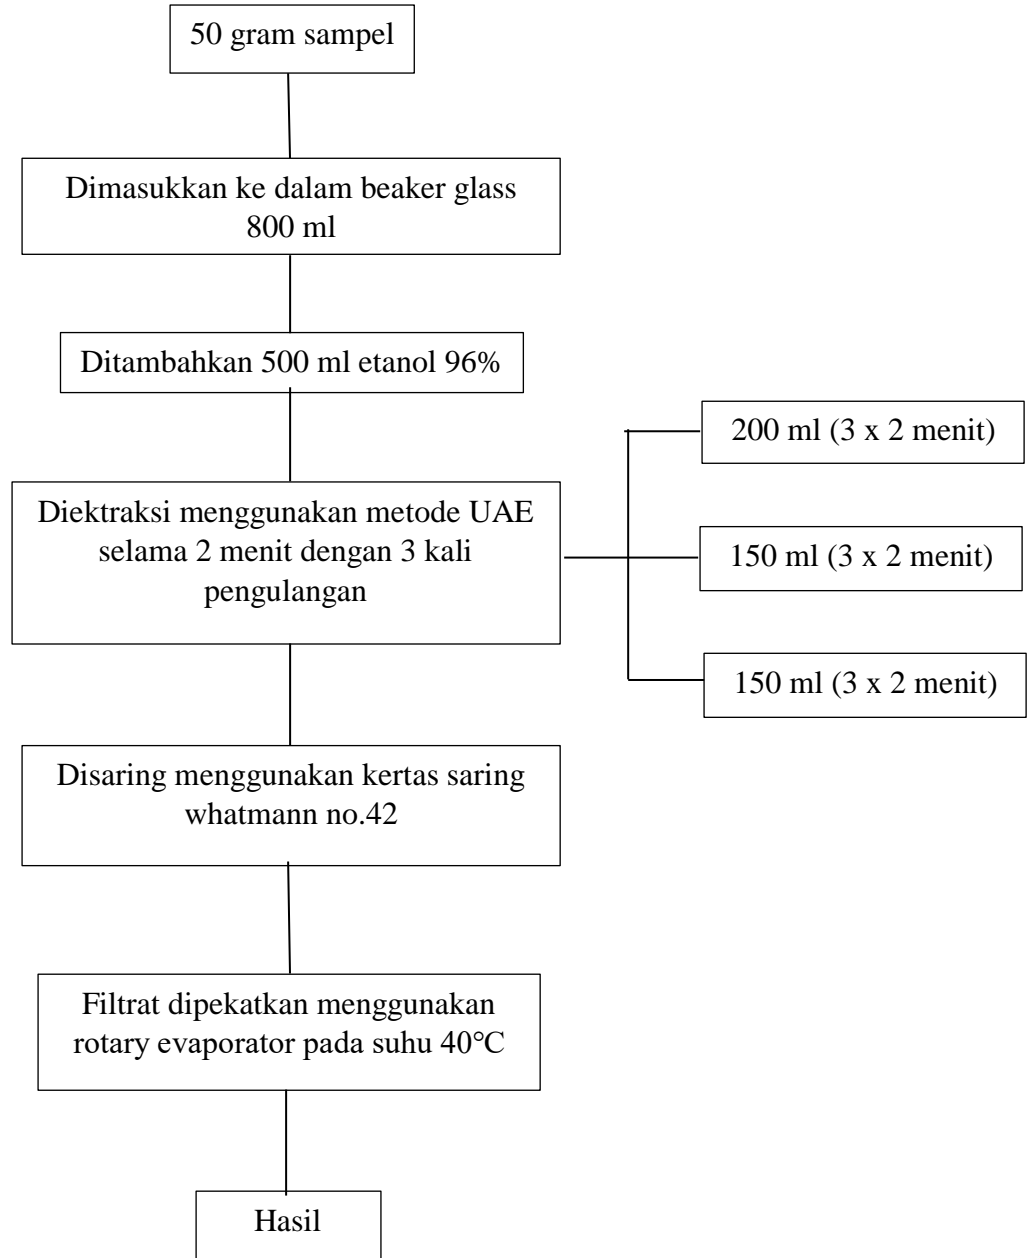 50 gram sampel
Dimasukkan ke dalam beaker glass
800 ml
Ditambahkan 500 ml etanol 96%
Diektraksi menggunakan metode UAE
selama 2 menit dengan 3 kali
pengulangan
200 ml (3 x 2 menit)
150 ml (3 x 2 menit)
150 ml (3 x 2 menit)
Disaring menggunakan kertas saring
whatmann no.42
Filtrat dipekatkan menggunakan
rotary evaporator pada suhu 40°C
Hasil